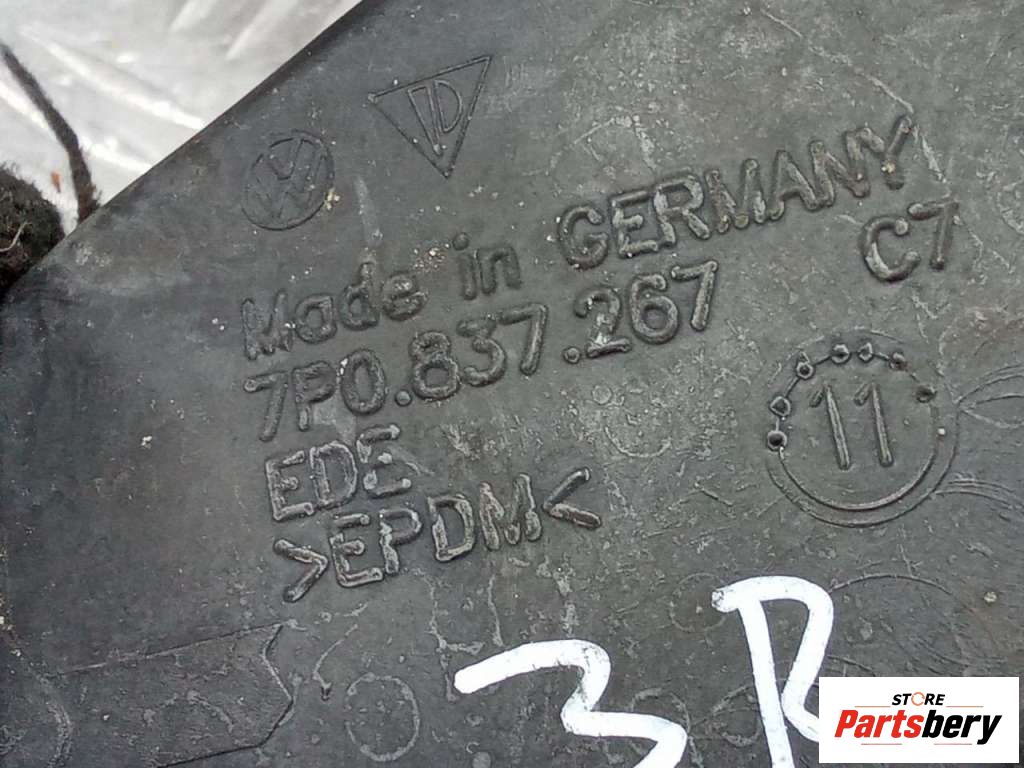 Made in GERMANY
7P0.837.267 C7
EDE
>EPDM<
11
3R
STORE
Partsbery